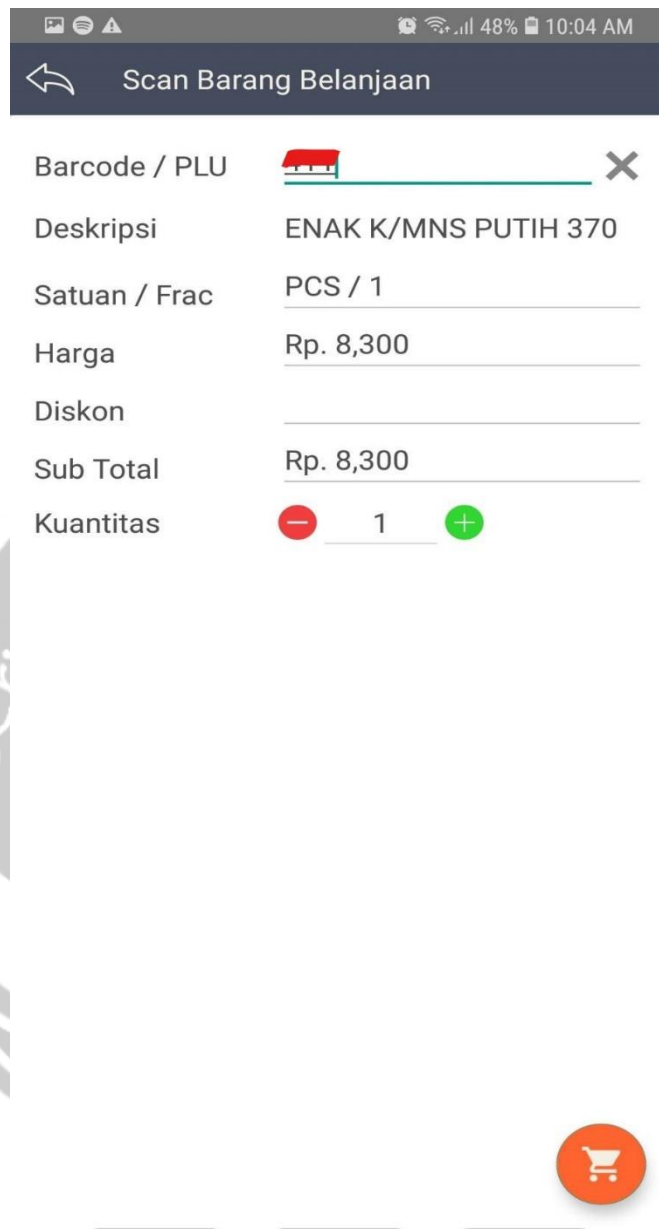 48% 10:04 AM
Scan Barang Belanjaan
Barcode / PLU
Deskripsi ENAK K/MNS PUTIH 370
Satuan / Frac PCS / 1
Harga Rp. 8,300
Diskon
Sub Total Rp. 8,300
Kuantitas 1